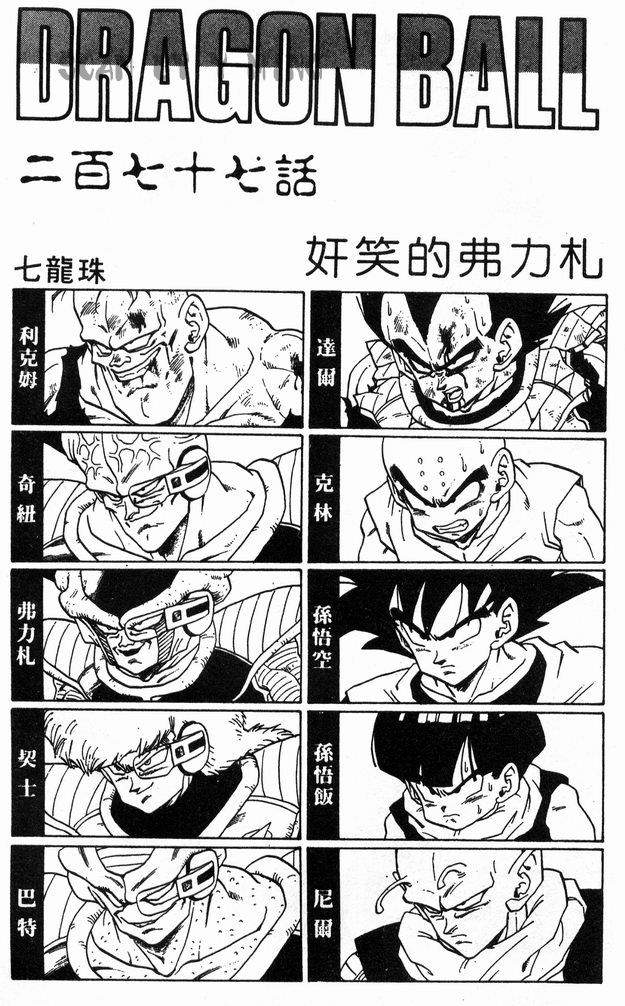 DRAGON BALL
二百七十七話
七龍珠
奸笑的弗力札
利克姆
達爾
奇紐
克林
弗力札
孫悟空
契士
孫悟飯
巴特
尼爾